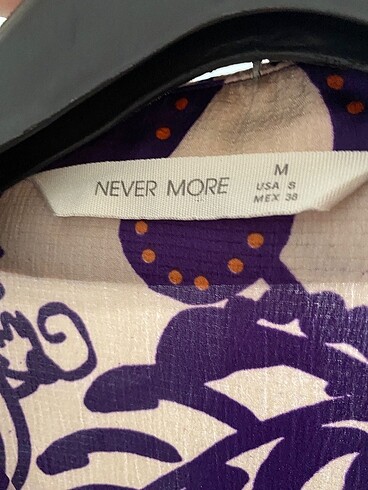 NEVER MORE
M
USA S
MEX 38